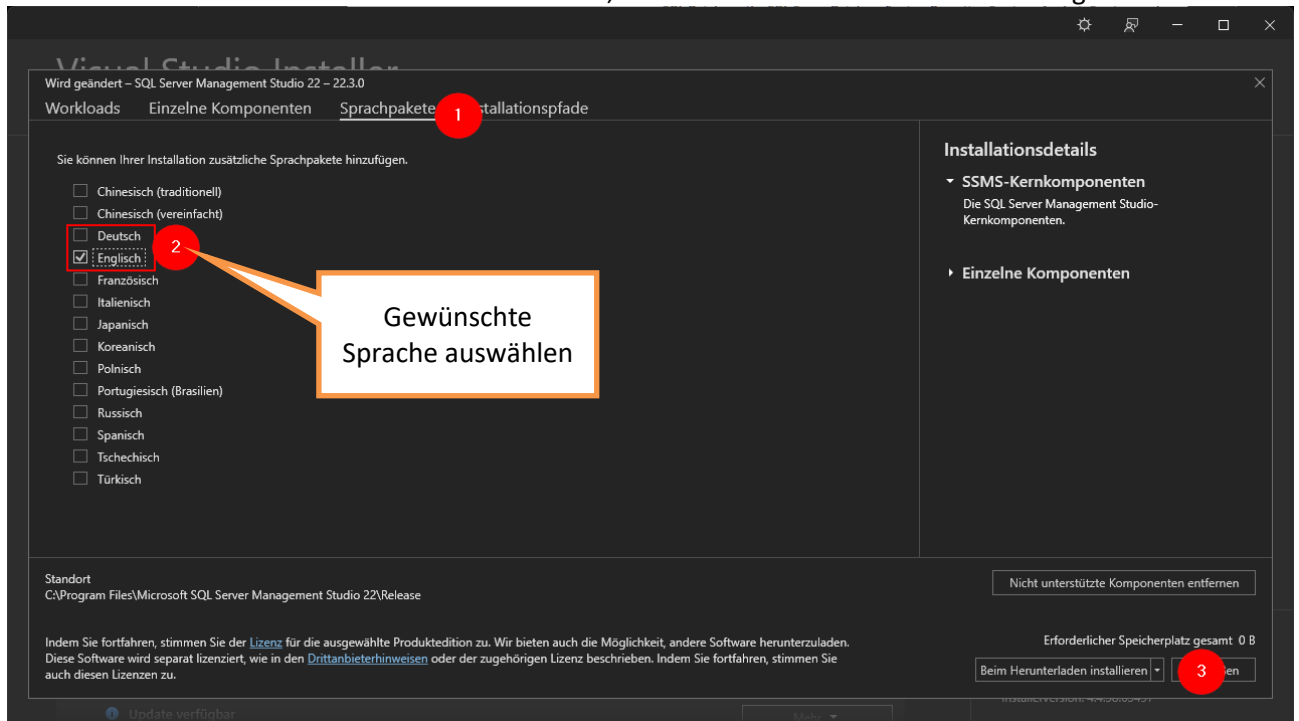 Visual Studio Installer
Wird geändert – SQL Server Management Studio 22 – 22.3.0
Workloads Einzelne Komponenten Sprachpakete 1 stallationspfade
Sie können Ihrer Installation zusätzliche Sprachpakete hinzufügen.
Chinesisch (traditionell)
Chinesisch (vereinfacht)
Deutsch
2
Englisch
Französisch
Italienisch
Japanisch
Koreanisch
Polnisch
Portugiesisch (Brasilien)
Russisch
Spanisch
Tschechisch
Türkisch
Gewünschte
Sprache auswählen
Installationsdetails
SSMS-Kernkomponenten
Die SQL Server Management Studio-
Kernkomponenten.
Einzelne Komponenten
Standort
C:\Program Files\Microsoft SQL Server Management Studio 22\Release
Nicht unterstützte Komponenten entfernen
Indem Sie fortfahren, stimmen Sie der Lizenz für die ausgewählte Produktedition zu. Wir bieten auch die Möglichkeit, andere Software herunterzuladen.
Diese Software wird separat lizenziert, wie in den Drittanbieterhinweisen oder der zugehörigen Lizenz beschrieben. Indem Sie fortfahren, stimmen Sie
auch diesen Lizenzen zu.
Erforderlicher Speicherplatz gesamt 0 B
Beim Herunterladen installieren 3 en
Update verfügbar
Mehr